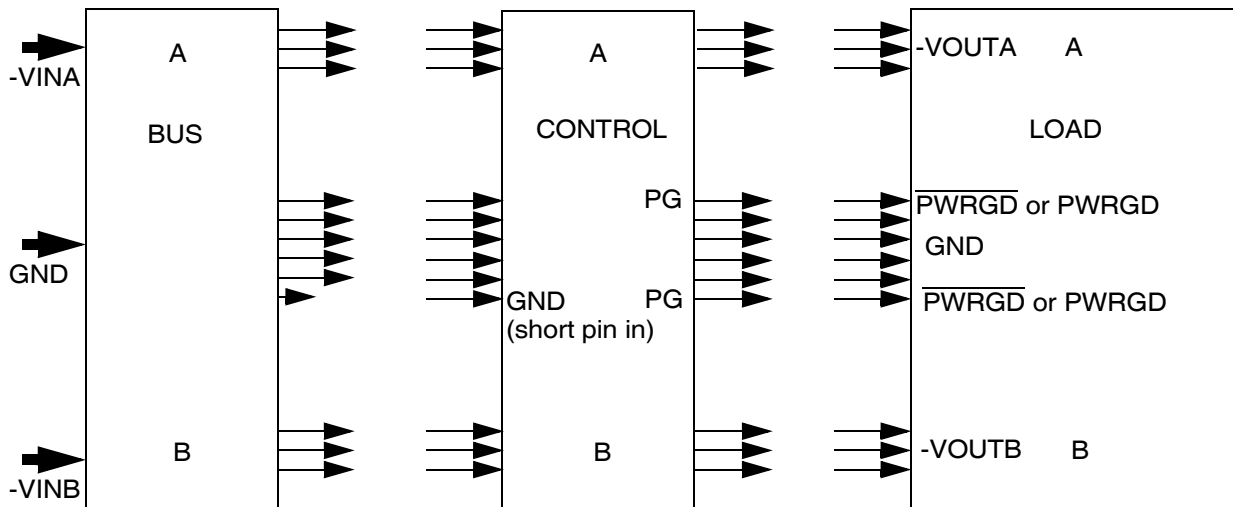 A
-VINA
BUS
GND
B
-VINB
A
CONTROL
PG
GND
(short pin in)
PG
B
-VOUTA
A
LOAD
PWRGD or PWRGD
GND
PWRGD or PWRGD
-VOUTB
B